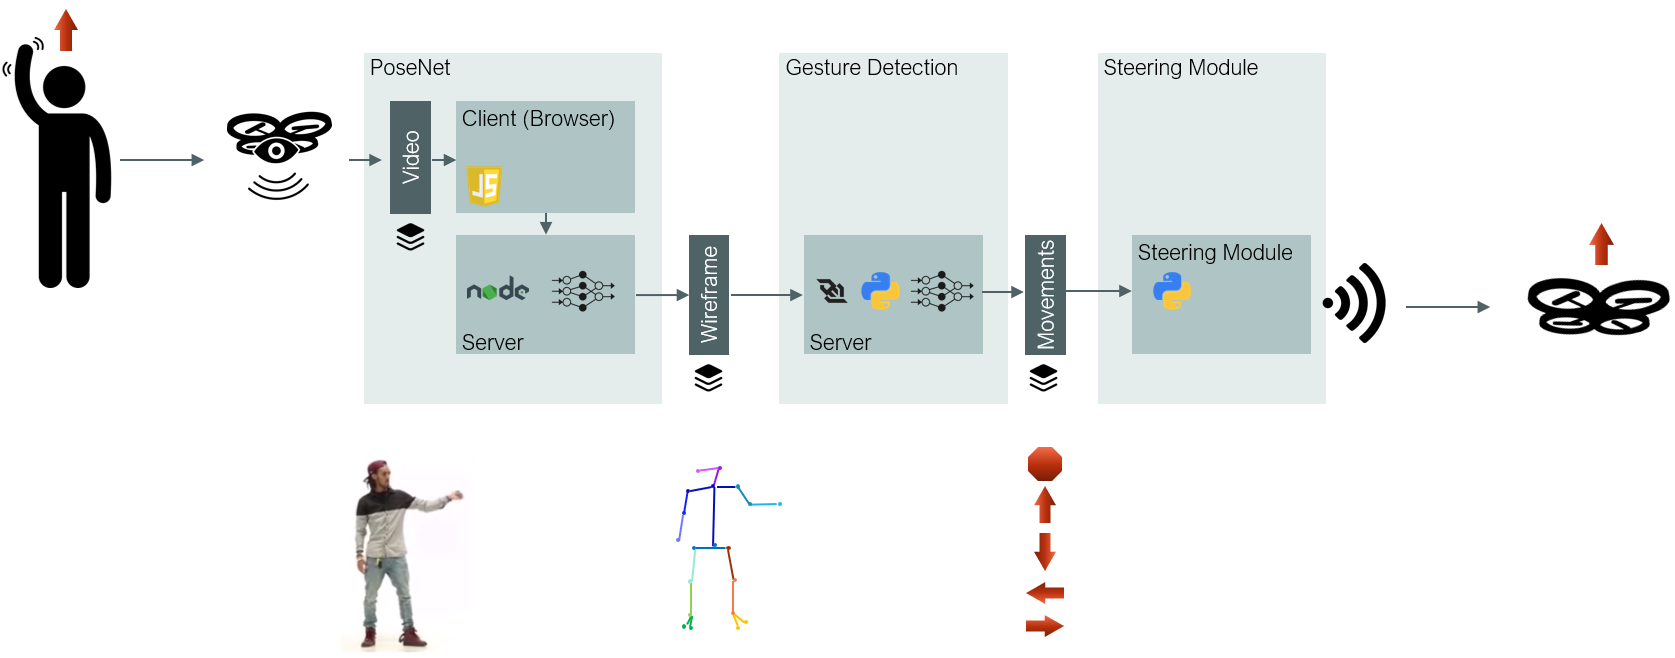 PoseNet
Video
Client (Browser)
JS
node
Server
Wireframe
Gesture Detection
Server
Movements
Steering Module
Steering Module